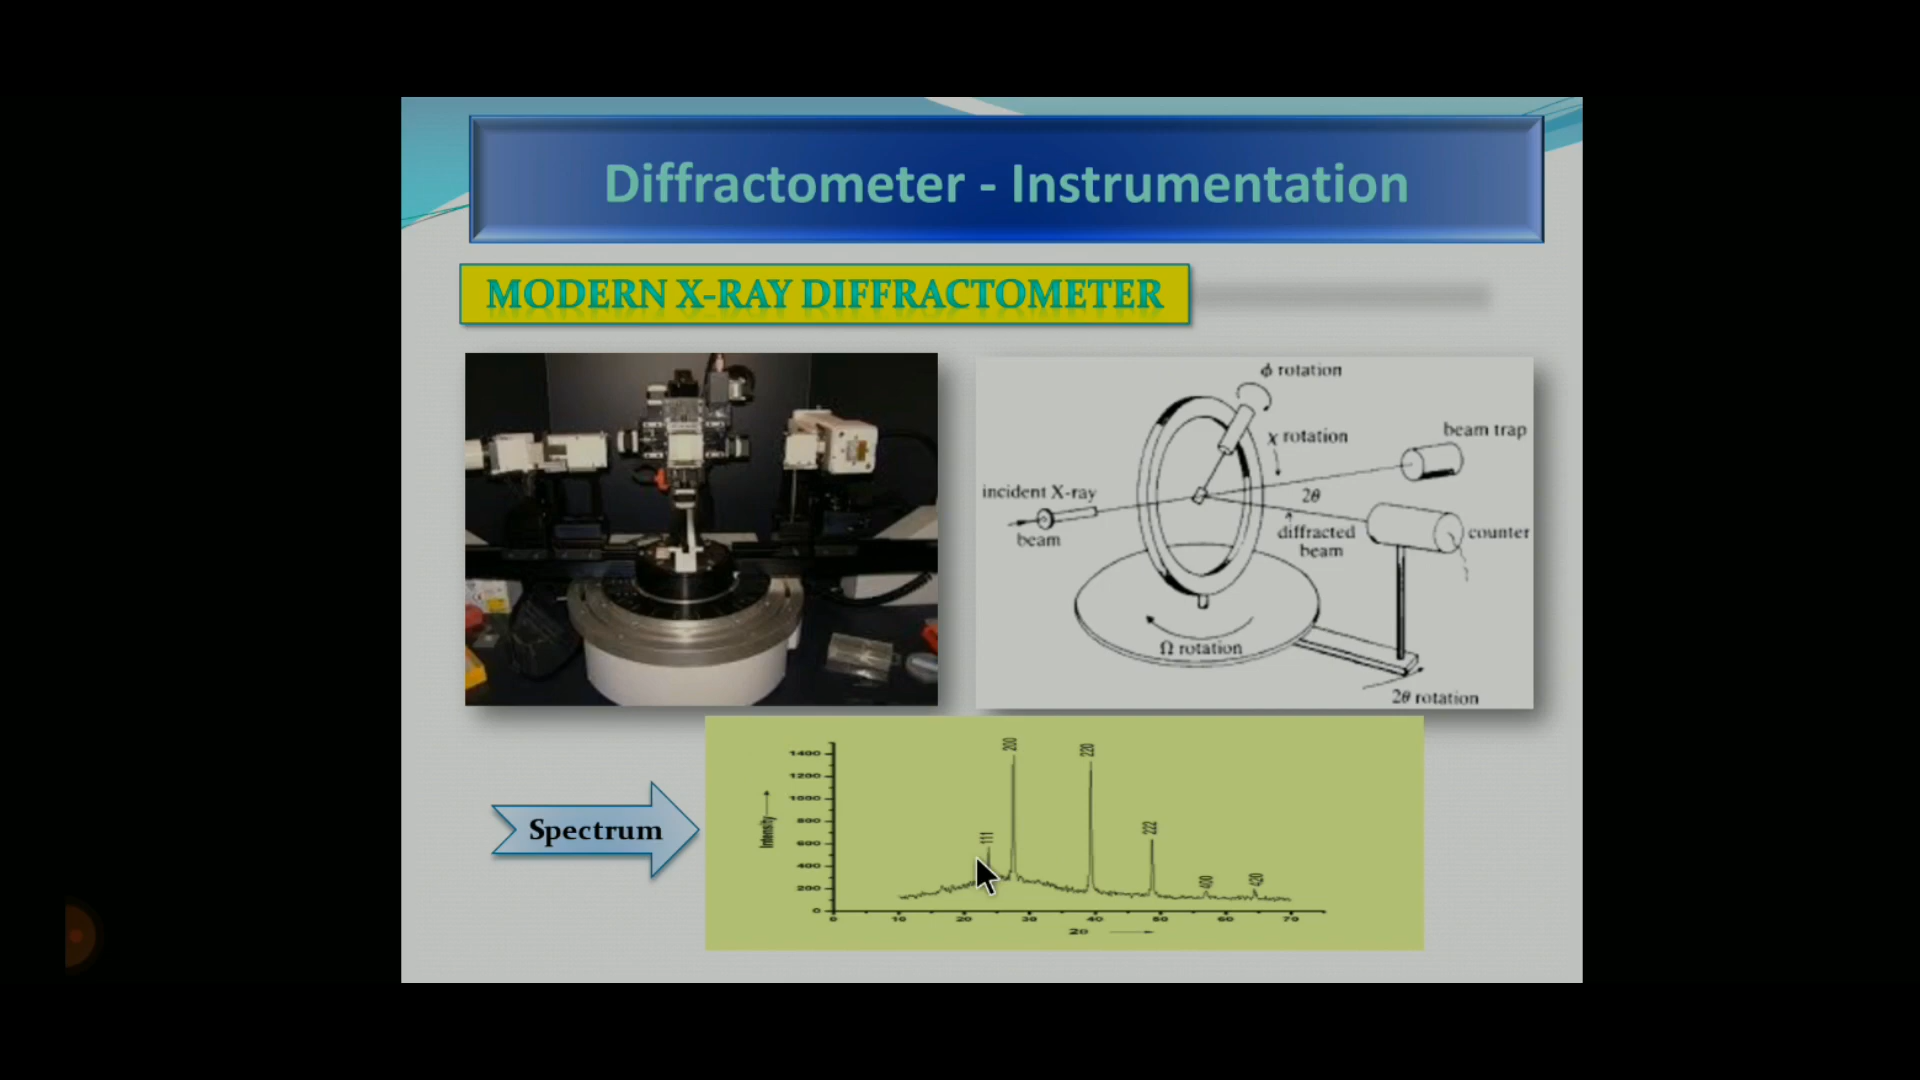 Diffractometer - Instrumentation
MODERN X-RAY DIFFRACTOMETER
ϕ rotation
χ rotation
beam trap
incident X-ray
beam
2θ
diffracted
beam
counter
Ω rotation
2θ rotation
Spectrum
Intensity
1400
1200
1000
800
600
400
200
0
111
200
220
222
400
420
0 10 20 30 40 50 60 70
2θ